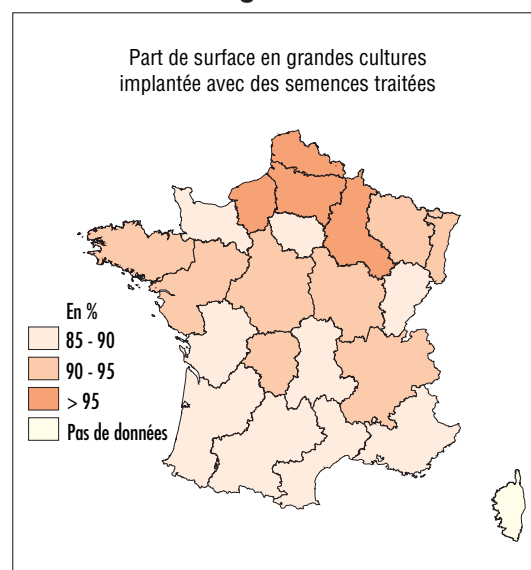 Part de surface en grandes cultures
implantée avec des semences traitées
En %
85 - 90
90 - 95
> 95
Pas de données